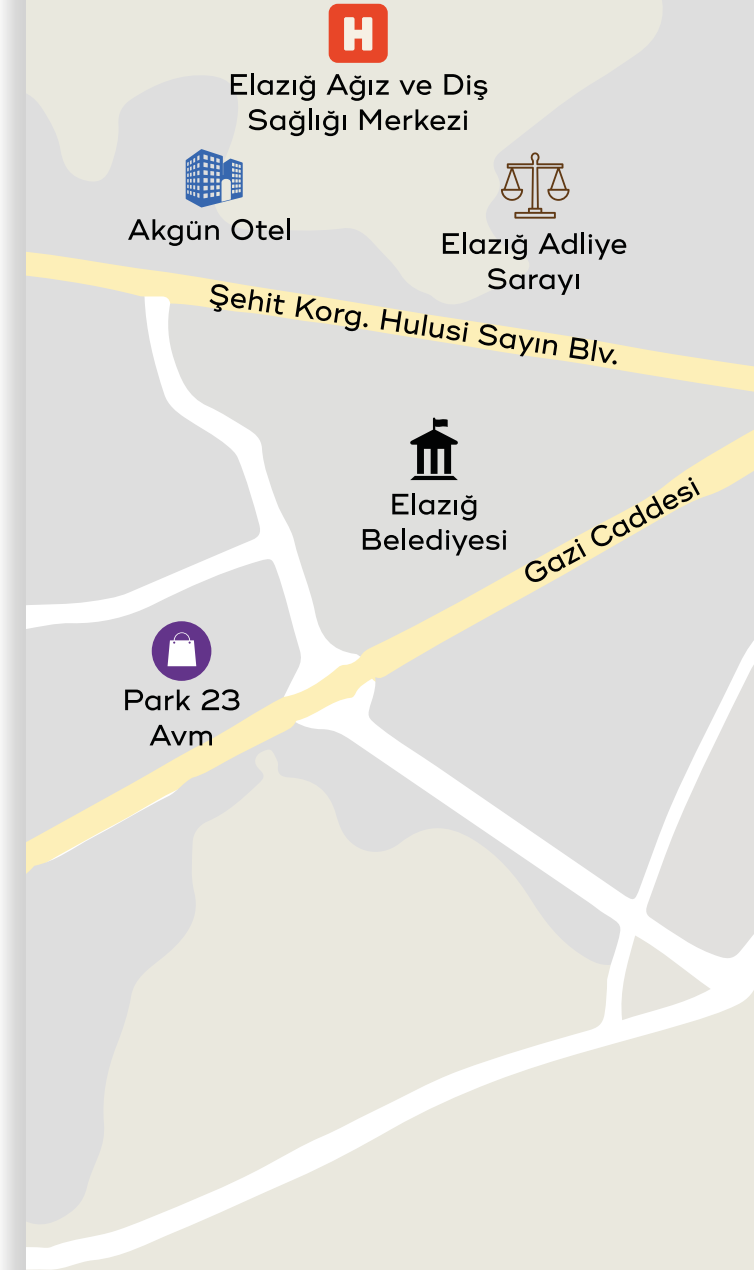 H
Elazığ Ağız ve Diş
Sağlığı Merkezi
Akgün Otel
Elazığ Adliye
Sarayı
Şehit Korg. Hulusi Sayın Blv.
Elazığ
Belediyesi
Gazi Caddesi
Park 23
Avm